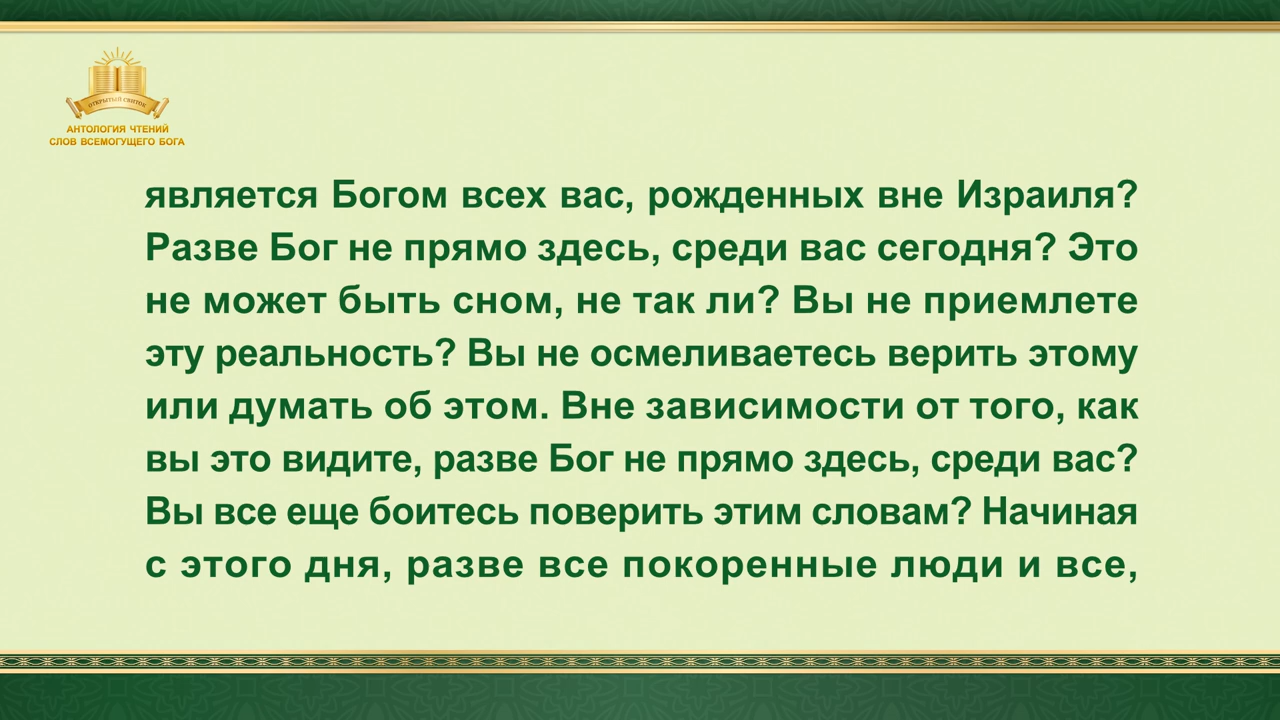 ОТКРЫТЫЙ СВИТОК
АНТОЛОГИЯ ЧТЕНИЙ
СЛОВ ВСЕМОГУЩЕГО БОГА
является Богом всех вас, рожденных вне Израиля?
Разве Бог не прямо здесь, среди вас сегодня? Это
не может быть сном, не так ли? Вы не приемлете
эту реальность? Вы не осмеливаетесь верить этому
или думать об этом. Вне зависимости от того, как
вы это видите, разве Бог не прямо здесь, среди вас?
Вы все еще боитесь поверить этим словам? Начиная
с этого дня, разве все покоренные люди и все,